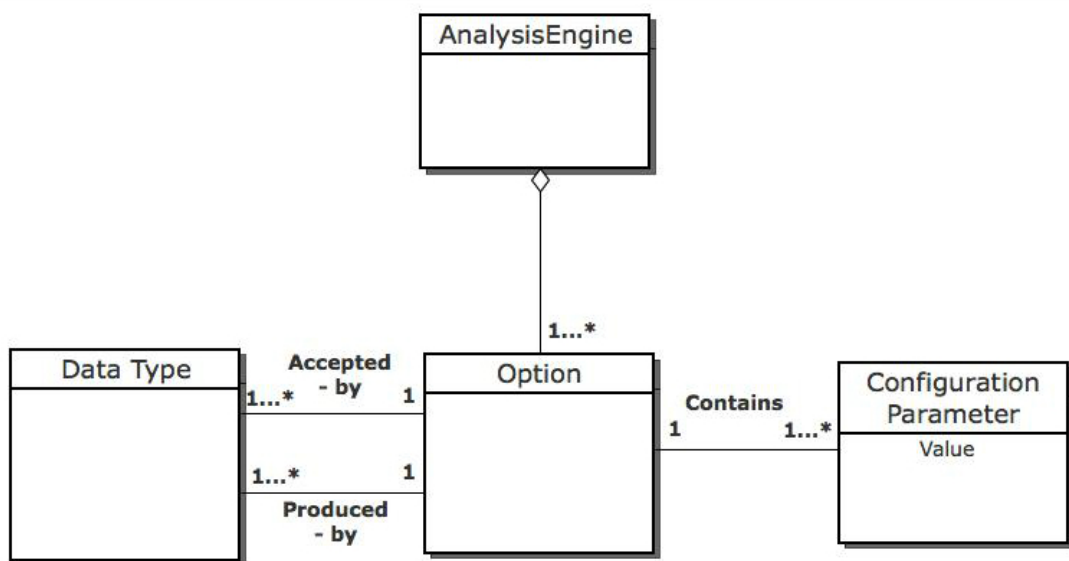 AnalysisEngine
1...*
Data Type
Accepted
- by
1...*
1
1...*
1
Produced
- by
Option
Contains
1
1...*
Configuration
Parameter
Value